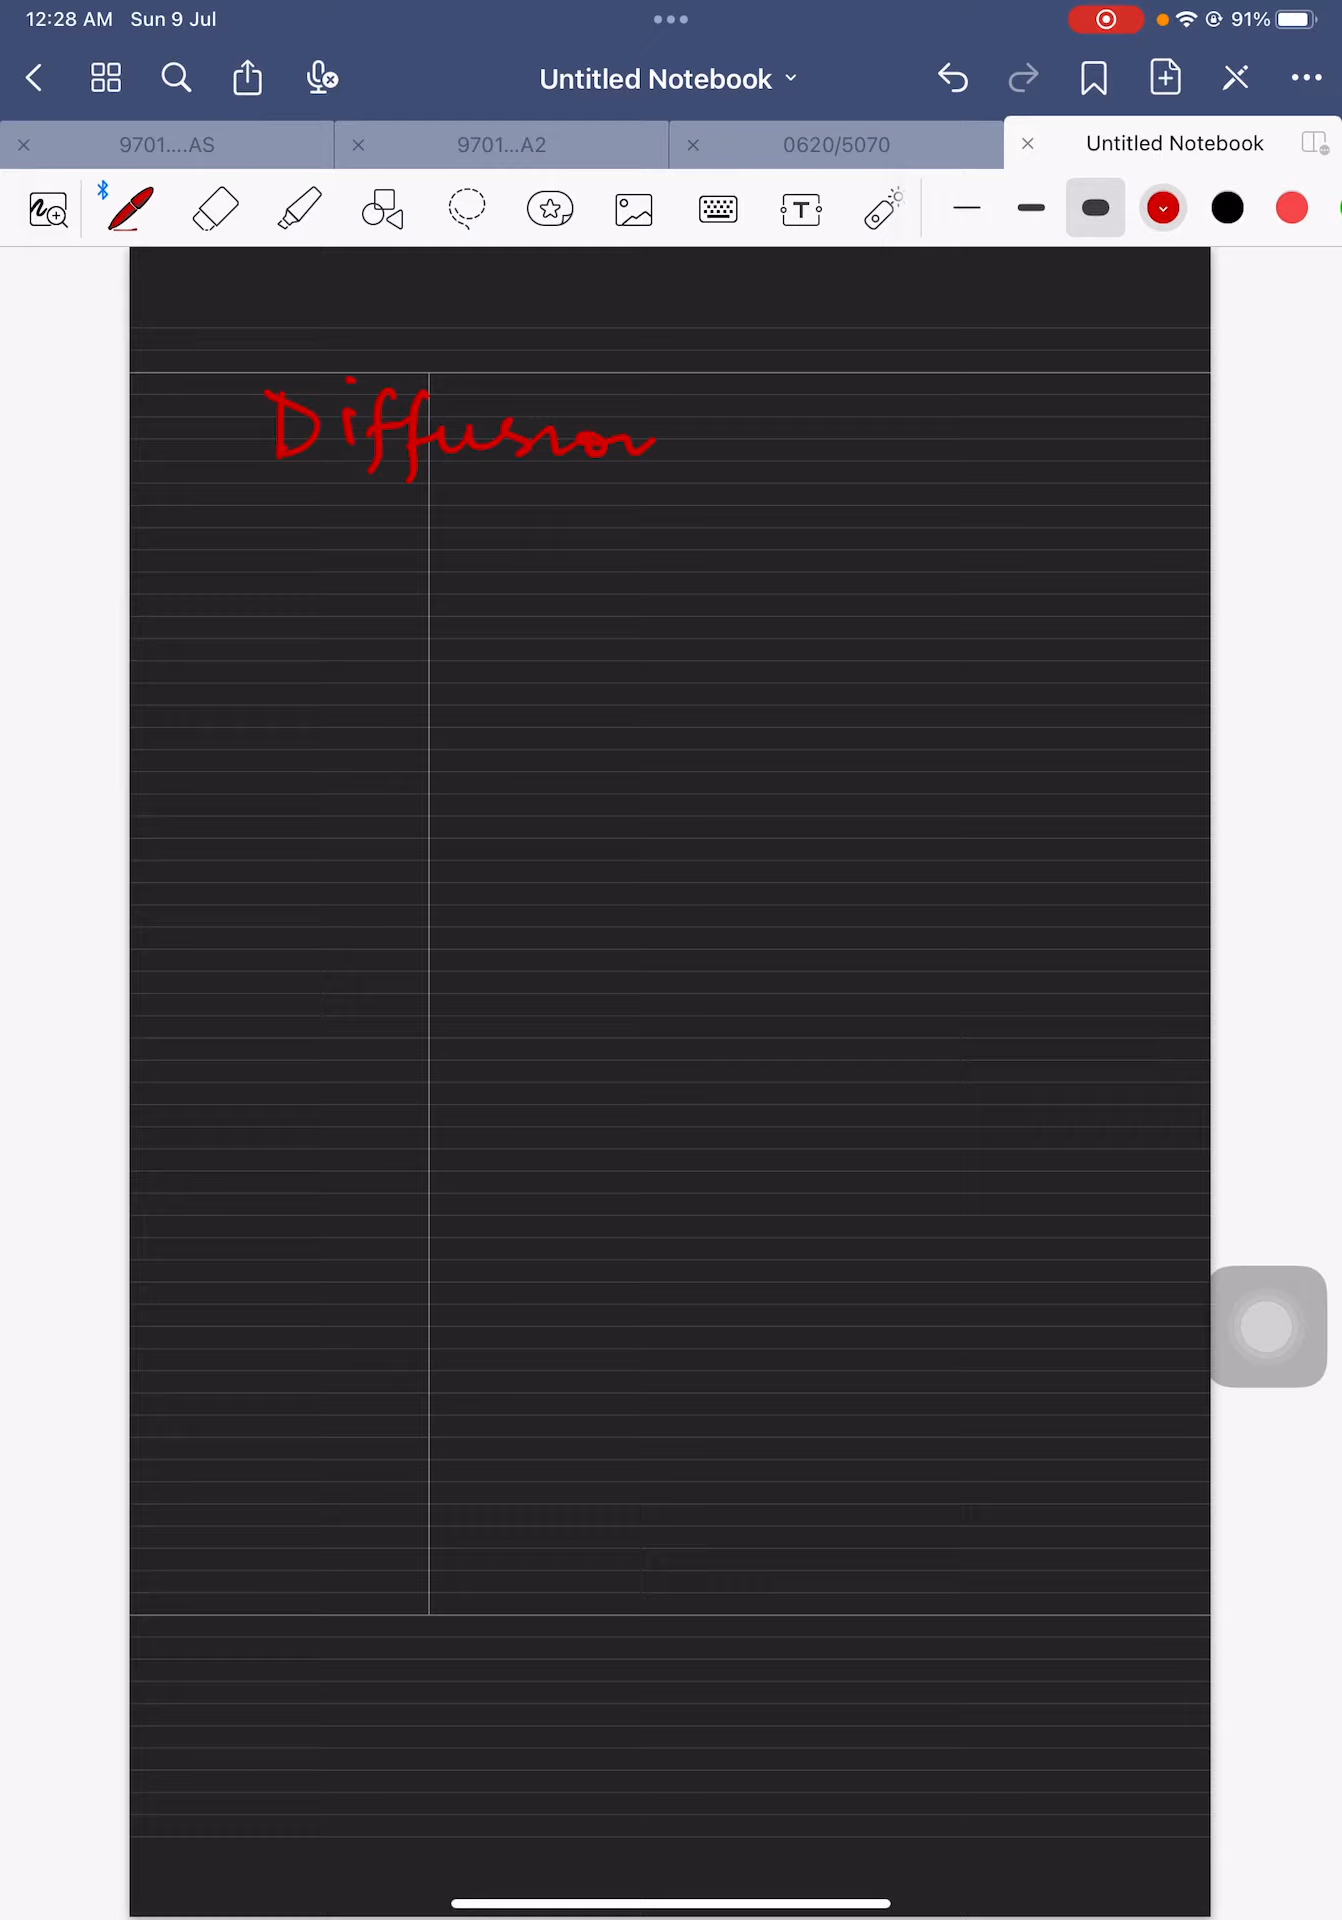 12:28 AM Sun 9 Jul
91%
Untitled Notebook
9701....AS
9701...A2
0620/5070
Untitled Notebook
T
Diffusion